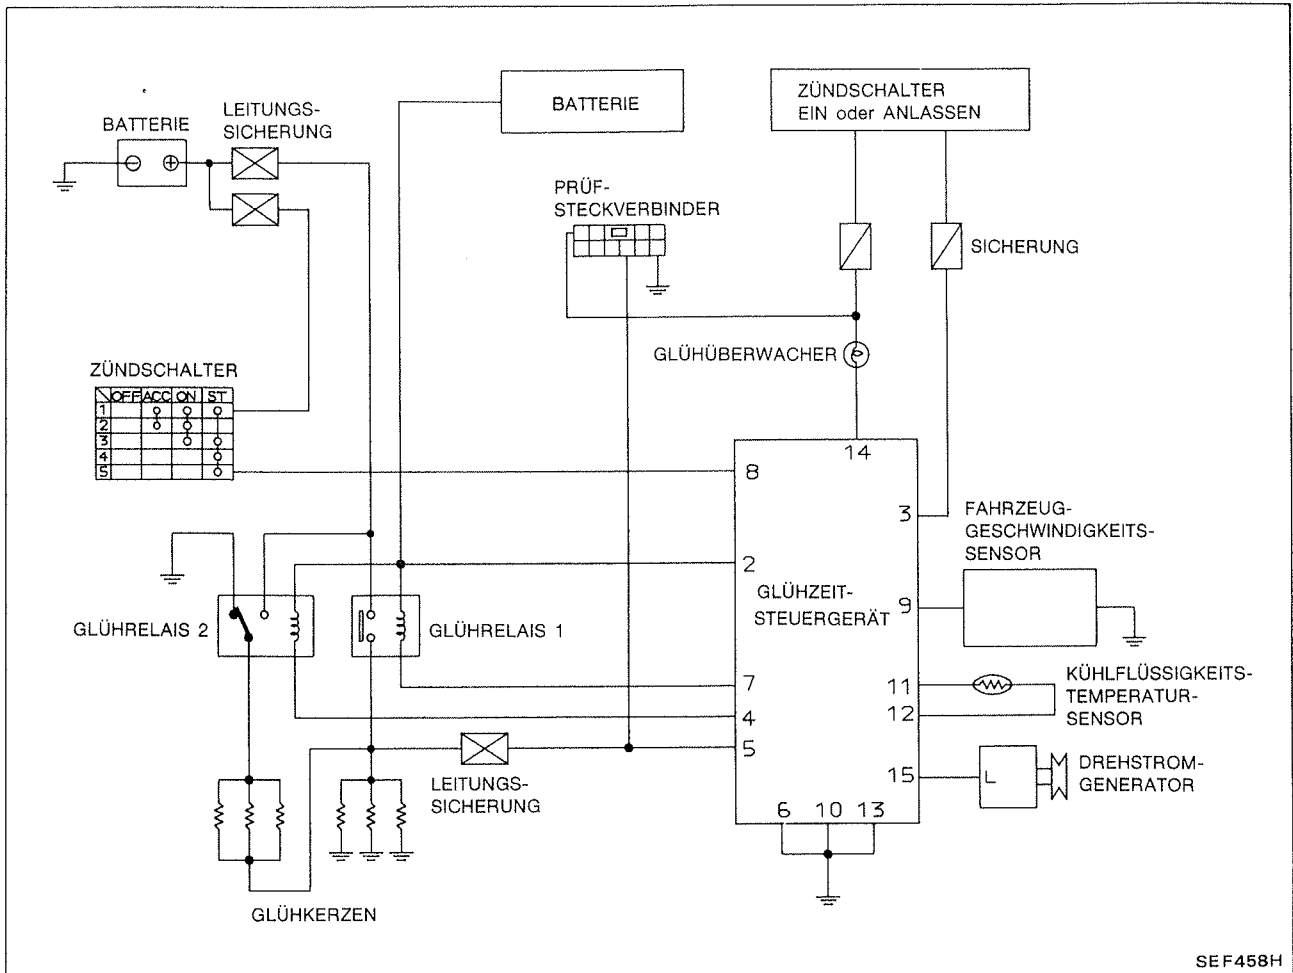 BATTERIE
LEITUNGS-
SICHERUNG
BATTERIE
ZÜNDSCHALTER
EIN oder ANLASSEN
PRÜF-
STECKVERBINDER
SICHERUNG
GLÜHÜBERWACHER
ZÜNDSCHALTER
OFF ACC ON ST
1
2
3
4
5
14
8
3
2
9
7
4
5
11
12
15
6 10 13
GLÜHZEIT-
STEUERGERÄT
FAHRZEUG-
GESCHWINDIGKEITS-
SENSOR
GLÜHRELAIS 2
GLÜHRELAIS 1
KÜHLFLÜSSIGKEITS-
TEMPERATUR-
SENSOR
L
DREHSTROM-
GENERATOR
LEITUNGS-
SICHERUNG
GLÜHKERZEN
SEF458H